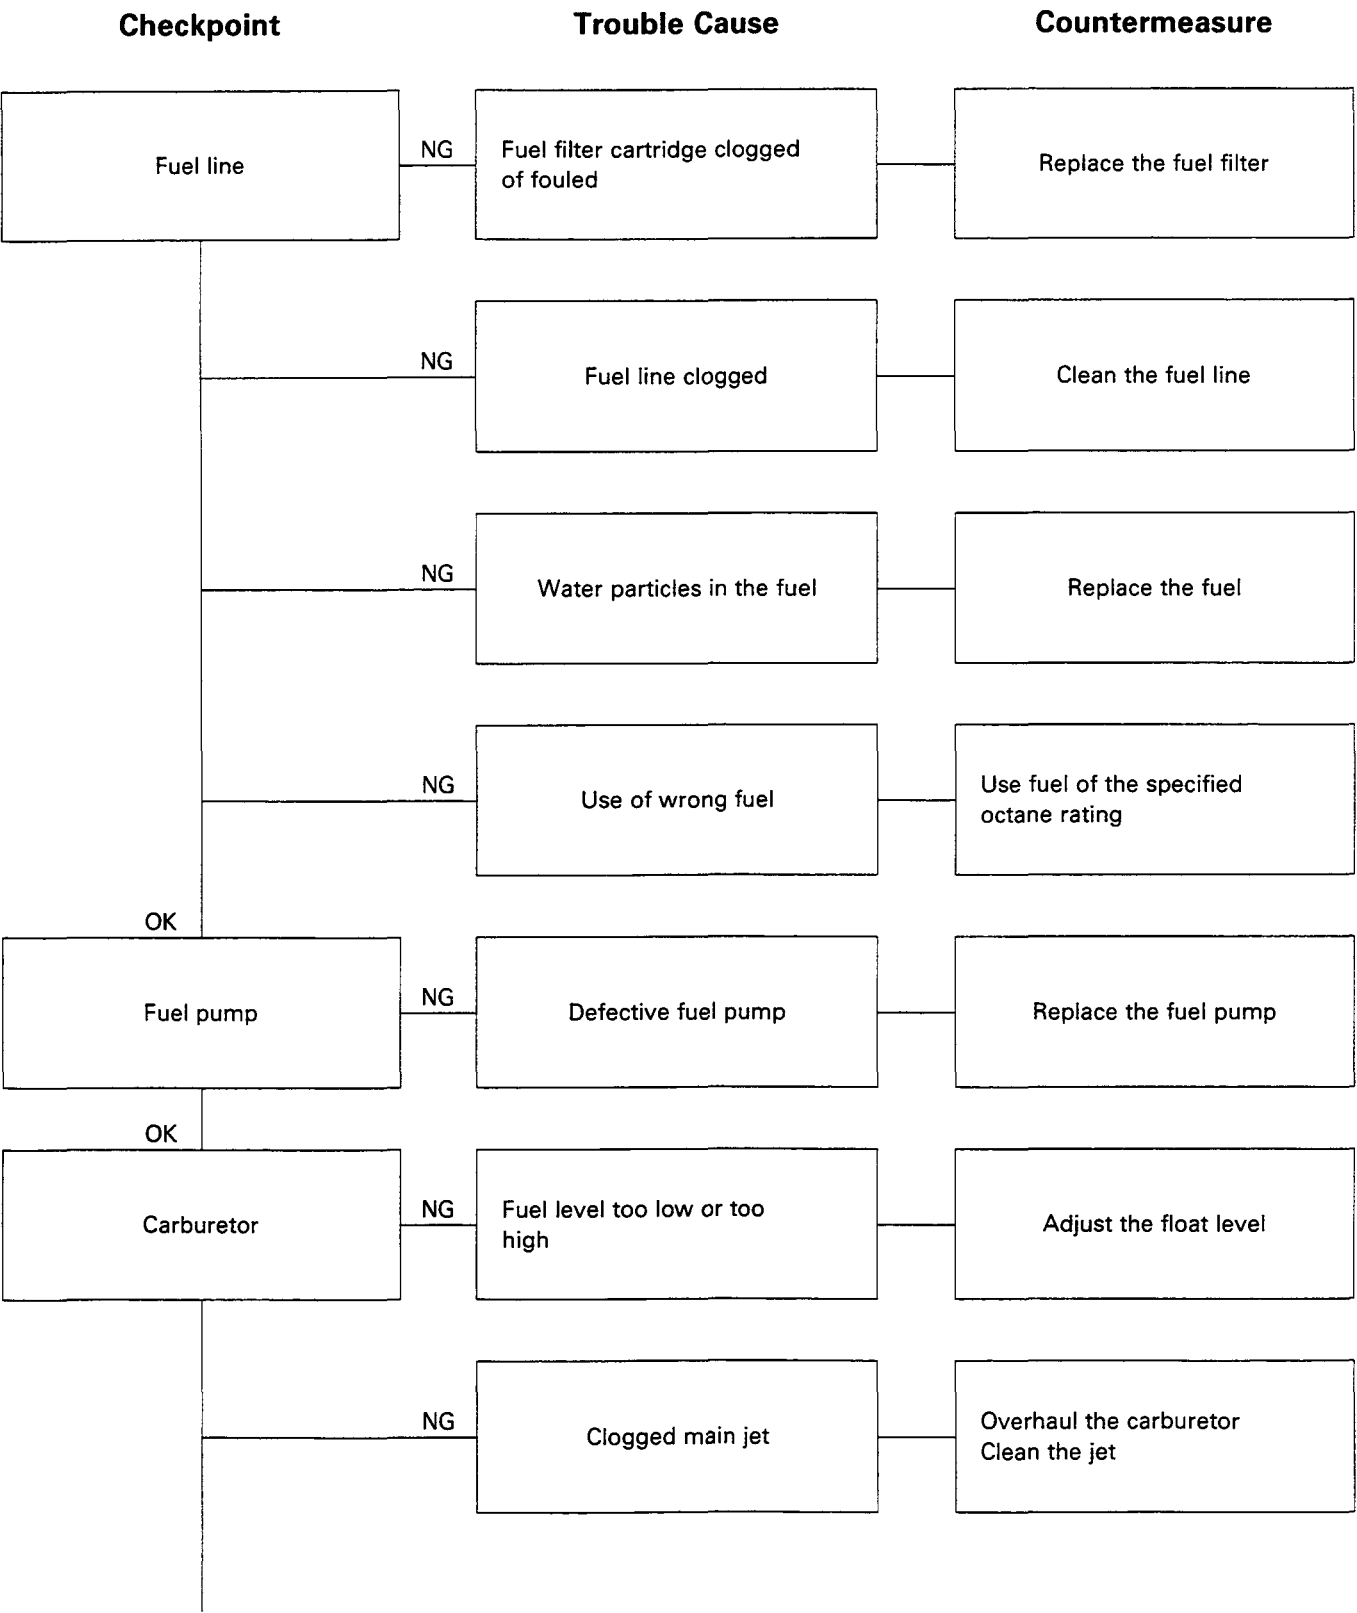 Checkpoint
Trouble Cause
Countermeasure
Fuel line
NG
Fuel filter cartridge clogged
of fouled
Replace the fuel filter
NG
Fuel line clogged
Clean the fuel line
NG
Water particles in the fuel
Replace the fuel
NG
Use of wrong fuel
Use fuel of the specified
octane rating
OK
Fuel pump
NG
Defective fuel pump
Replace the fuel pump
OK
Carburetor
NG
Fuel level too low or too
high
Adjust the float level
NG
Clogged main jet
Overhaul the carburetor
Clean the jet